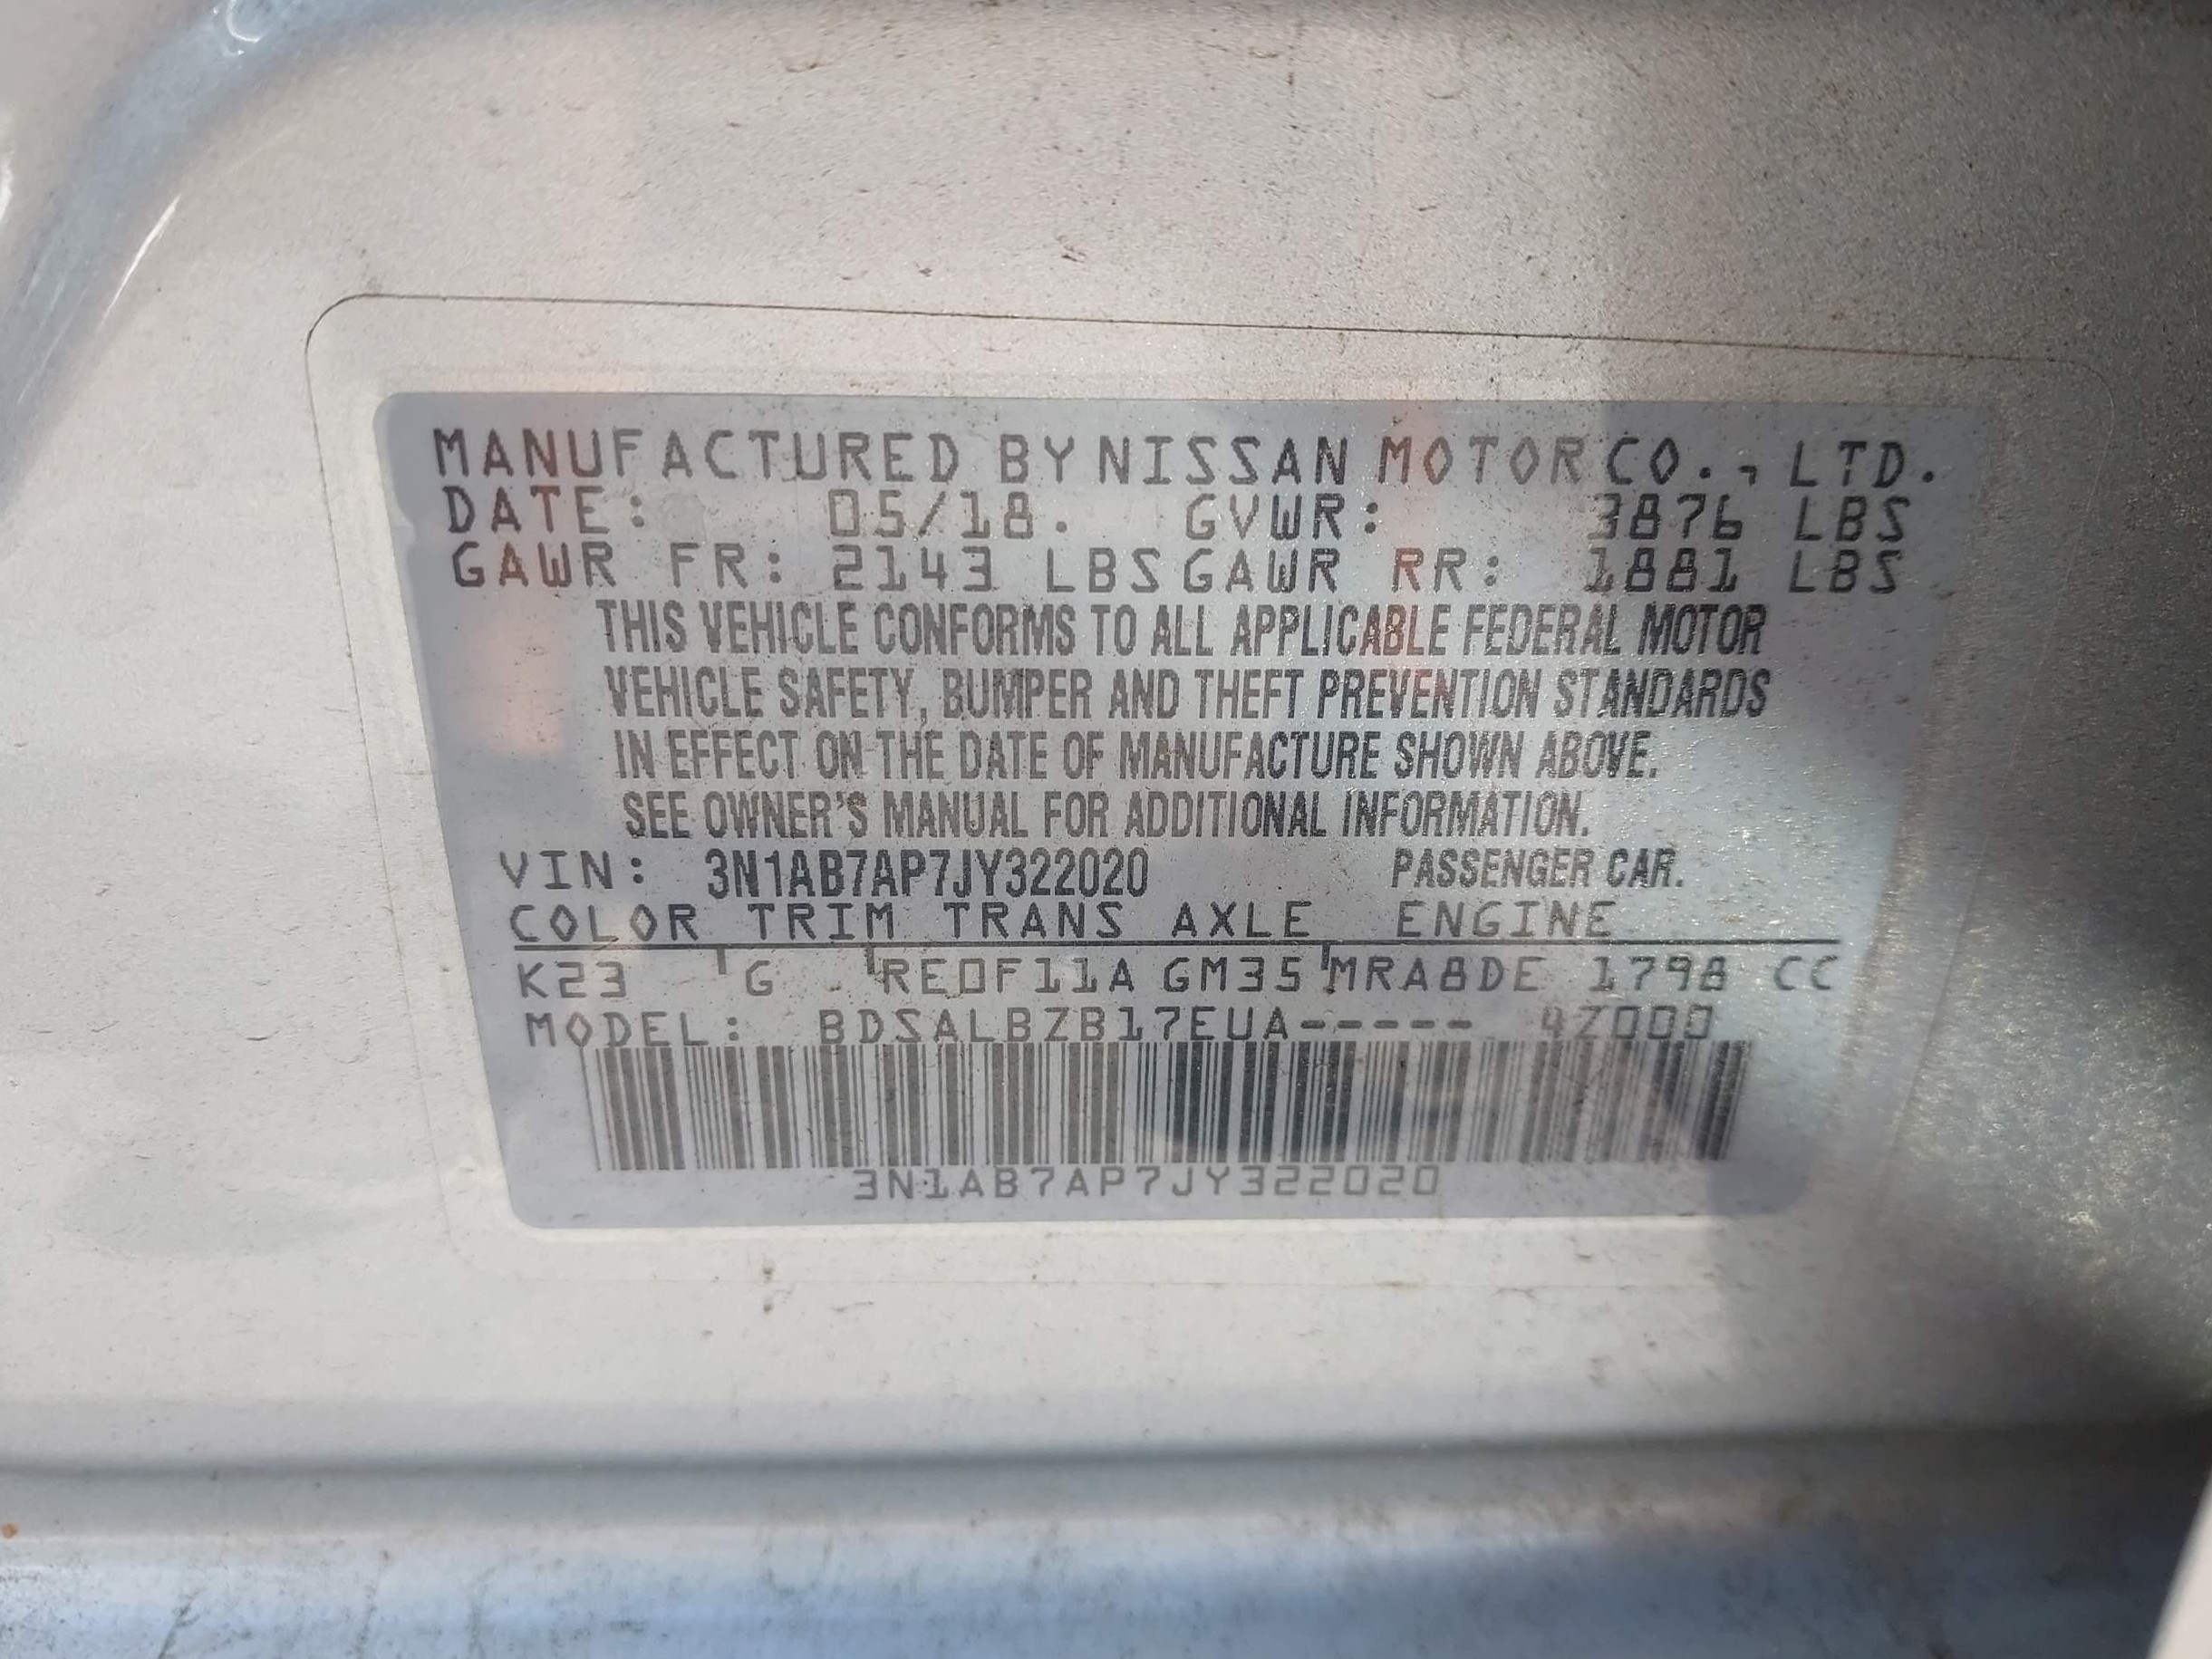 MANUFACTURED BY NISSAN MOTOR CO., LTD.
DATE: 05/18. GVWR: 3876 LBS
GAWR FR: 2143 LBS GAWR RR: 1881 LBS
THIS VEHICLE CONFORMS TO ALL APPLICABLE FEDERAL MOTOR
VEHICLE SAFETY, BUMPER AND THEFT PREVENTION STANDARDS
IN EFFECT ON THE DATE OF MANUFACTURE SHOWN ABOVE.
SEE OWNER'S MANUAL FOR ADDITIONAL INFORMATION.
VIN: 3N1AB7AP7JY322020 PASSENGER CAR.
COLOR TRIM TRANS AXLE ENGINE
K23 G RE0F11A GM35 MRA8DE 1798 CC
MODEL: BDSALBZB17EUA----- 4Z000
3N1AB7AP7JY322020